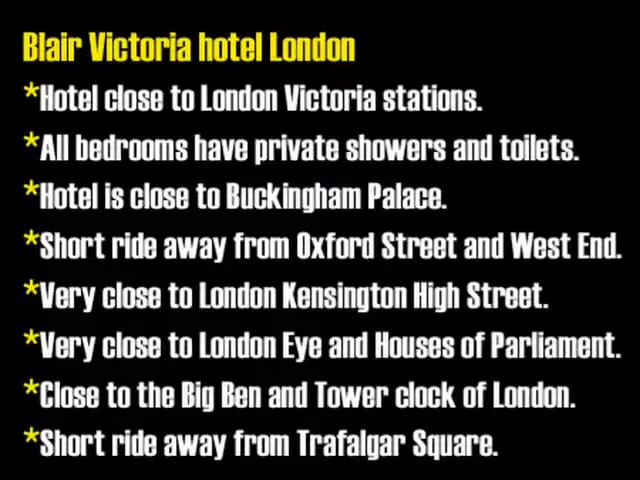 Blair Victoria hotel London
*Hotel close to London Victoria stations.
*All bedrooms have private showers and toilets.
*Hotel is close to Buckingham Palace.
*Short ride away from Oxford Street and West End.
*Very close to London Kensington High Street.
*Very close to London Eye and Houses of Parliament.
*Close to the Big Ben and Tower clock of London.
*Short ride away from Trafalgar Square.